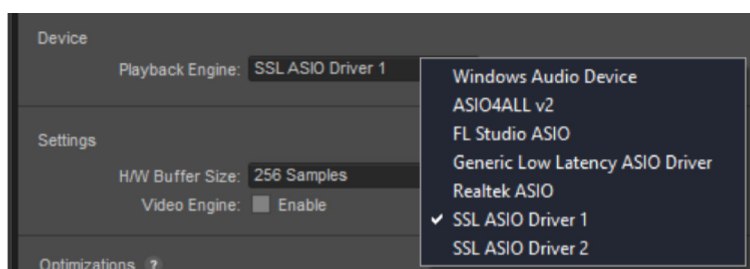 Device
Playback Engine: SSL ASIO Driver 1
Windows Audio Device
ASIO4ALL v2
FL Studio ASIO
Generic Low Latency ASIO Driver
Realtek ASIO
✓ SSL ASIO Driver 1
SSL ASIO Driver 2
Settings
H/W Buffer Size: 256 Samples
Video Engine: Enable
Optimizations ?